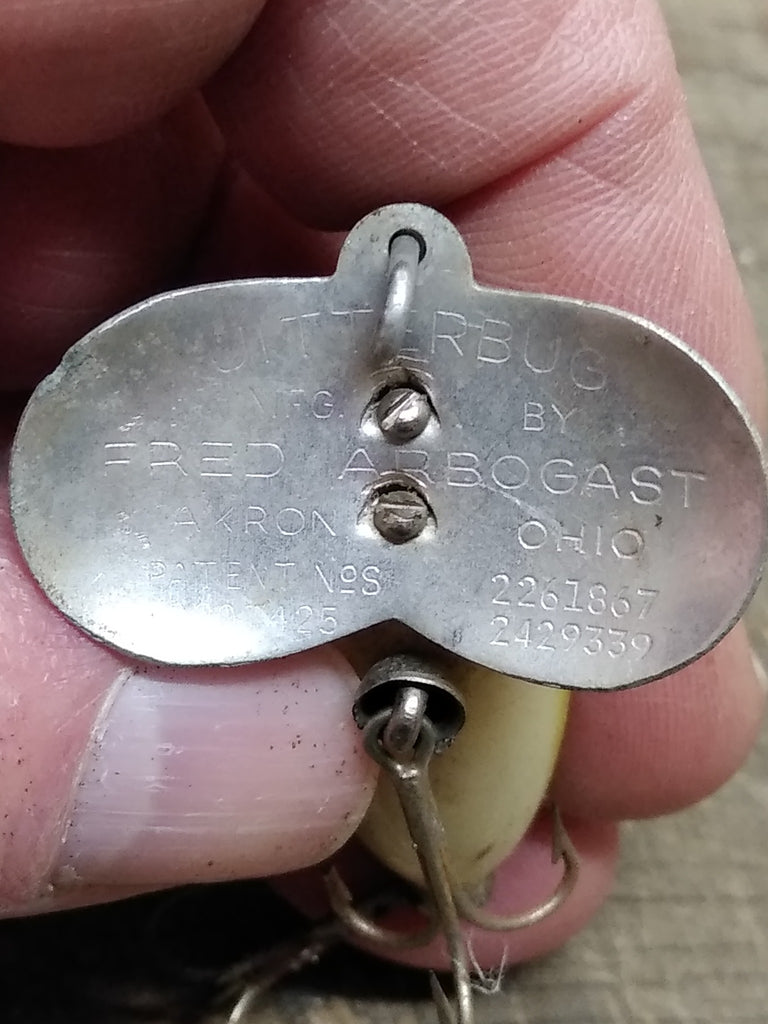 JITTERBUG
MFG. BY
FRED ARBOGAST
AKRON OHIO
PATENT NOS 2261867
2429339